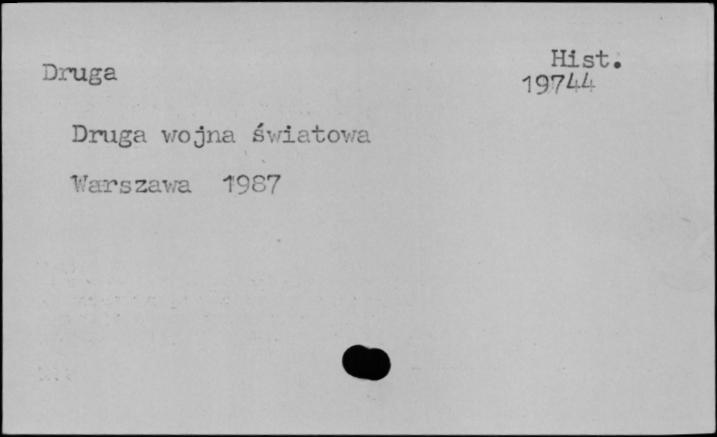 Hist.
Druga
19744
Druga wojna światowa
Warszawa 1987